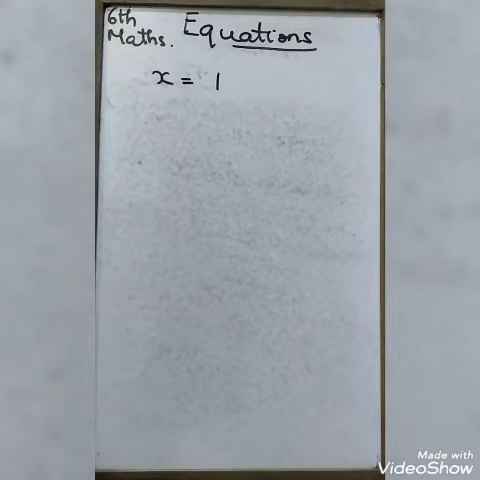 6th
Maths.
Equations
x = 1
Made with
VideoShow